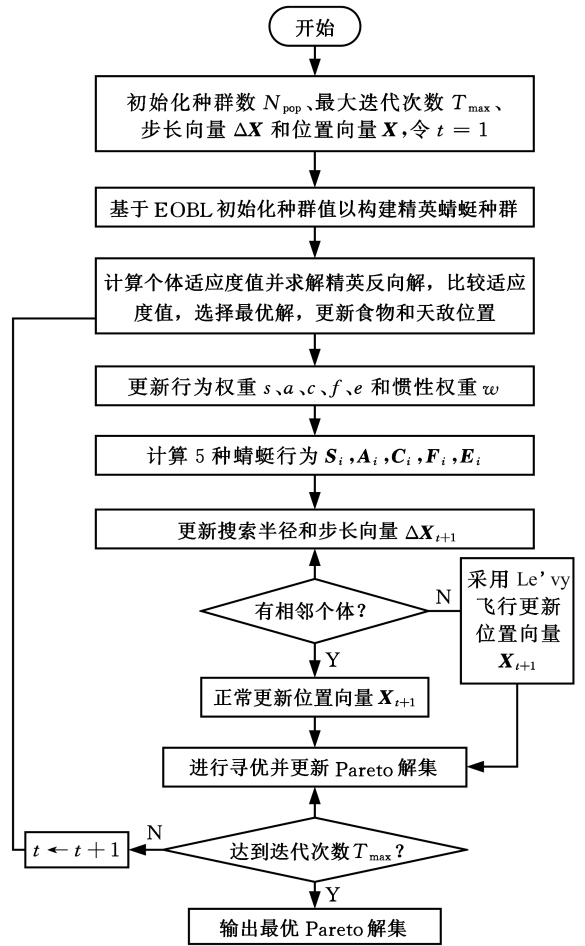 开始
初始化种群数 N_pop、最大迭代次数 T_max、
步长向量 ΔX 和位置向量 X,令 t = 1
基于 EOBL 初始化种群值以构建精英蜻蜓种群
计算个体适应度值并求解精英反向解，比较适应
度值，选择最优解，更新食物和天敌位置
更新行为权重 s、a、c、f、e 和惯性权重 w
计算 5 种蜻蜓行为 S_i,A_i,C_i,F_i,E_i
更新搜索半径和步长向量 ΔX_{t+1}
有相邻个体？
N
采用 Le’vy
飞行更新
位置向量
X_{t+1}
Y
正常更新位置向量 X_{t+1}
进行寻优并更新 Pareto 解集
达到迭代次数 T_max？
N
t ← t + 1
Y
输出最优 Pareto 解集